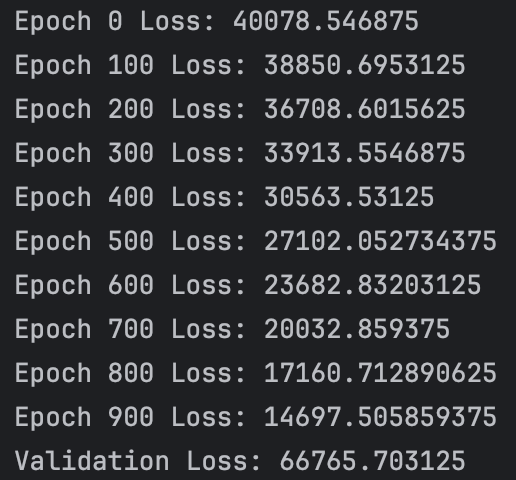 Epoch 0 Loss: 40078.546875
Epoch 100 Loss: 38850.6953125
Epoch 200 Loss: 36708.6015625
Epoch 300 Loss: 33913.5546875
Epoch 400 Loss: 30563.53125
Epoch 500 Loss: 27102.052734375
Epoch 600 Loss: 23682.83203125
Epoch 700 Loss: 20032.859375
Epoch 800 Loss: 17160.712890625
Epoch 900 Loss: 14697.505859375
Validation Loss: 66765.703125